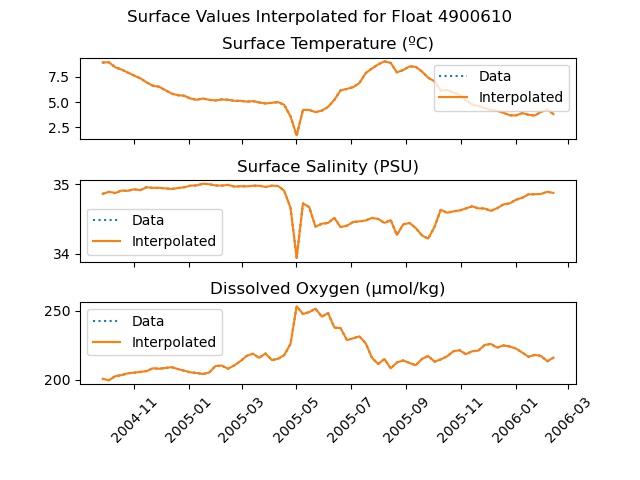 Surface Values Interpolated for Float 4900610
Surface Temperature (ºC)
7.5
5.0
2.5
Data
Interpolated
Surface Salinity (PSU)
35
34
Data
Interpolated
Dissolved Oxygen (μmol/kg)
250
200
Data
Interpolated
2004-11
2005-01
2005-03
2005-05
2005-07
2005-09
2005-11
2006-01
2006-03